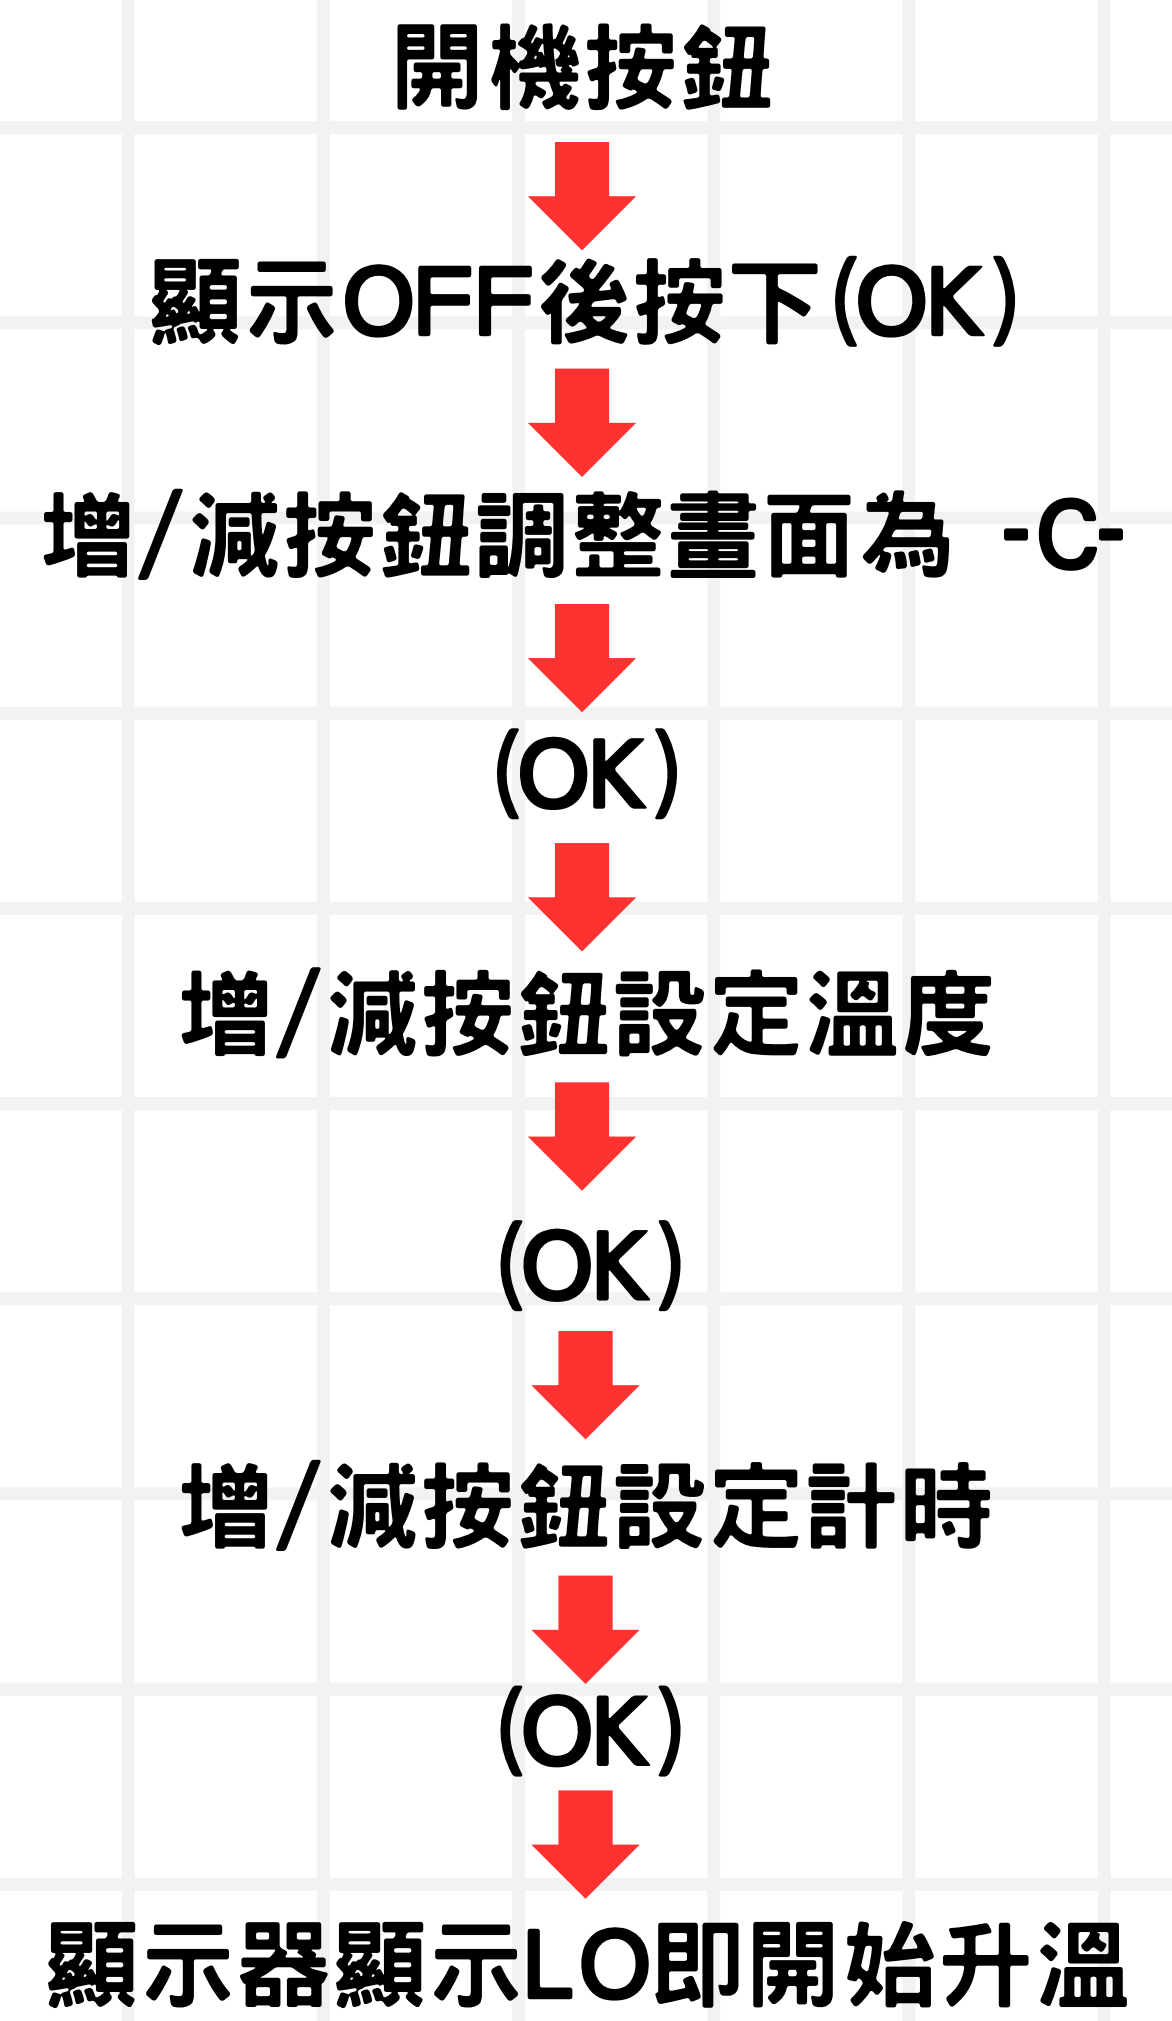 開機按鈕
顯示OFF後按下(OK)
增/減按鈕調整畫面為 -C-
(OK)
增/減按鈕設定溫度
(OK)
增/減按鈕設定計時
(OK)
顯示器顯示LO即開始升溫